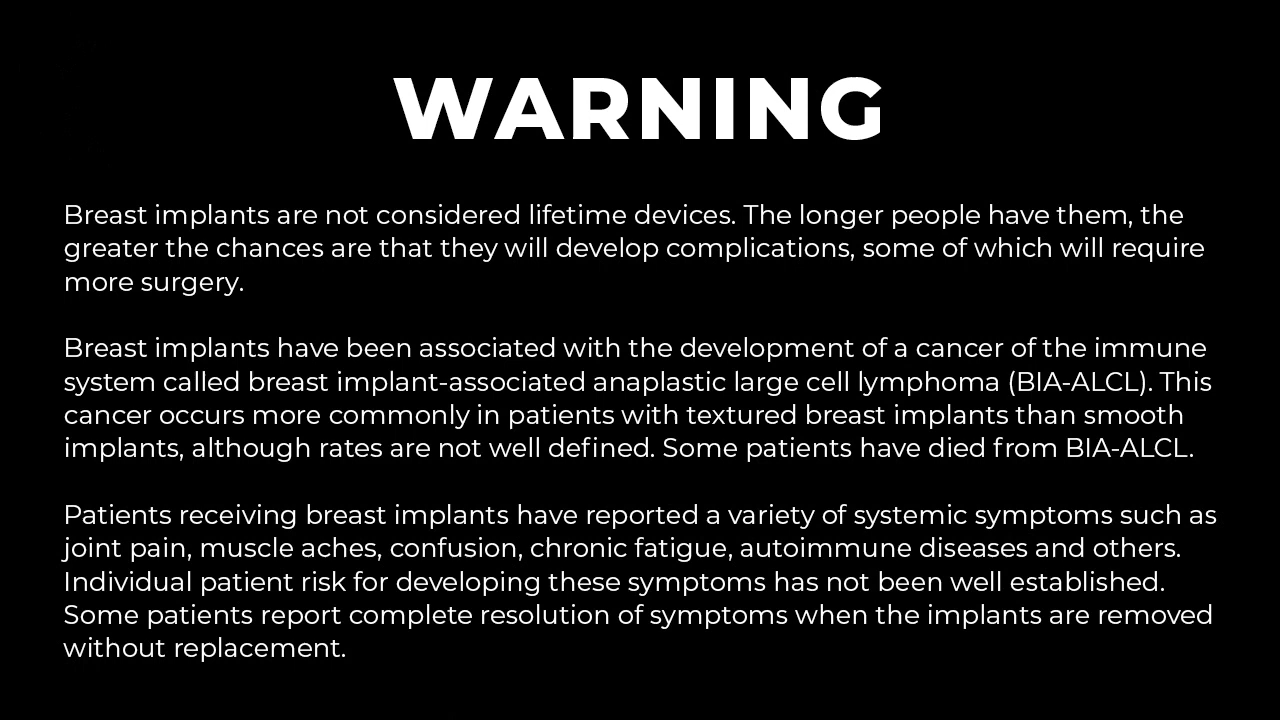 WARNING
Breast implants are not considered lifetime devices. The longer people have them, the
greater the chances are that they will develop complications, some of which will require
more surgery.
Breast implants have been associated with the development of a cancer of the immune
system called breast implant-associated anaplastic large cell lymphoma (BIA-ALCL). This
cancer occurs more commonly in patients with textured breast implants than smooth
implants, although rates are not well defined. Some patients have died from BIA-ALCL.
Patients receiving breast implants have reported a variety of systemic symptoms such as
joint pain, muscle aches, confusion, chronic fatigue, autoimmune diseases and others.
Individual patient risk for developing these symptoms has not been well established.
Some patients report complete resolution of symptoms when the implants are removed
without replacement.